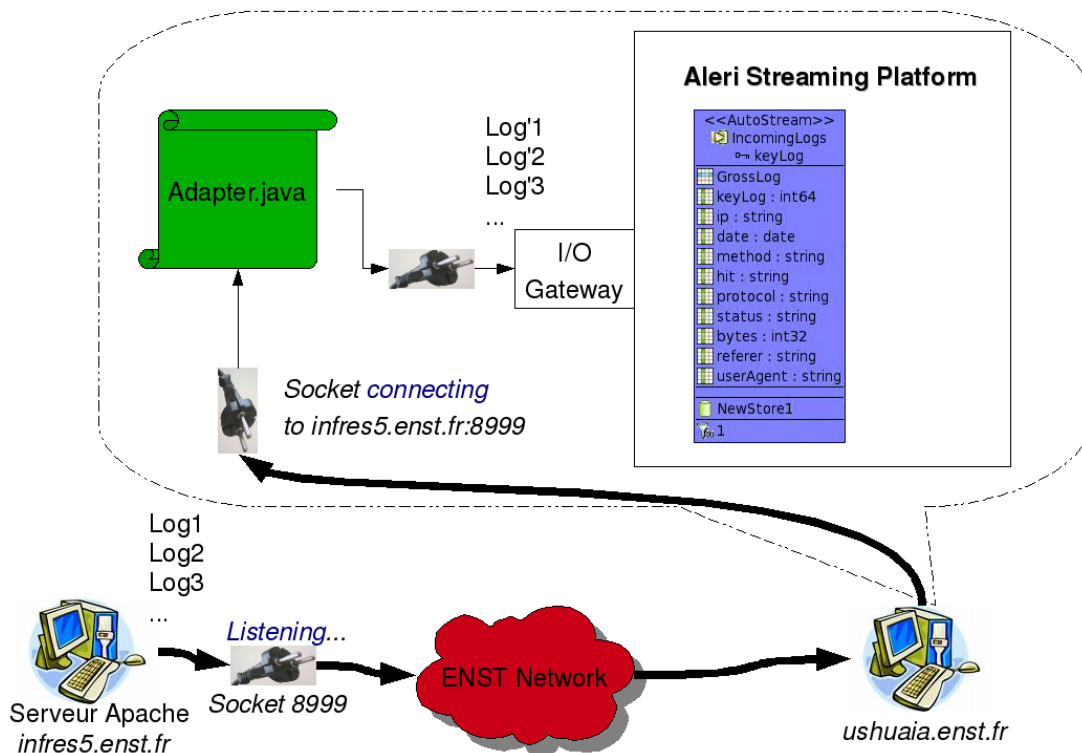 Aleri Streaming Platform
<<AutoStream>>
IncomingLogs
keyLog
GrossLog
keyLog : int64
ip : string
date : date
method : string
hit : string
protocol : string
status : string
bytes : int32
referer : string
userAgent : string
NewStore1
1
Log'1
Log'2
Log'3
...
Adapter.java
I/O
Gateway
Socket connecting
to infres5.enst.fr:8999
Log1
Log2
Log3
...
Listening...
Socket 8999
ENST Network
Serveur Apache
infres5.enst.fr
ushuaia.enst.fr